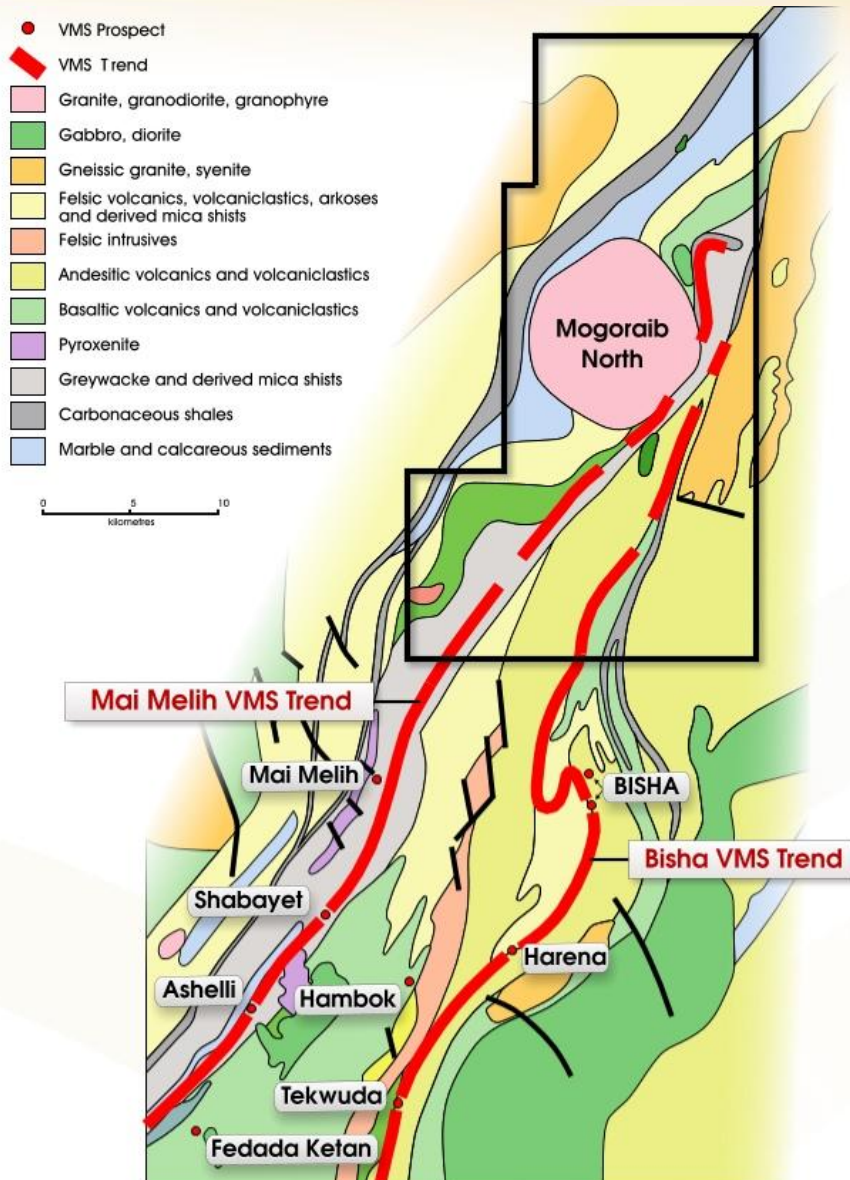 VMS Prospect
VMS Trend
Granite, granodiorite, granophyre
Gabbro, diorite
Gneissic granite, syenite
Felsic volcanics, volcaniclastics, arkoses
and derived mica shists
Felsic intrusives
Andesitic volcanics and volcaniclastics
Basaltic volcanics and volcaniclastics
Pyroxenite
Greywacke and derived mica shists
Carbonaceous shales
Marble and calcareous sediments
0 5 10
kilometres
Mogoraib
North
Mai Melih VMS Trend
Mai Melih
BISHA
Bisha VMS Trend
Shabayet
Harena
Ashelli
Hambok
Tekwuda
Fedada Ketan